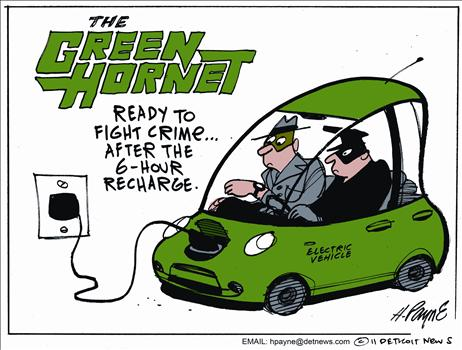 THE
GREEN
HORNET
READY TO
FIGHT CRIME...
AFTER THE
6-HOUR
RECHARGE.
ELECTRIC
VEHICLE
H. Payne
EMAIL: hpayne@detnews.com
©11 DETROIT NEWS